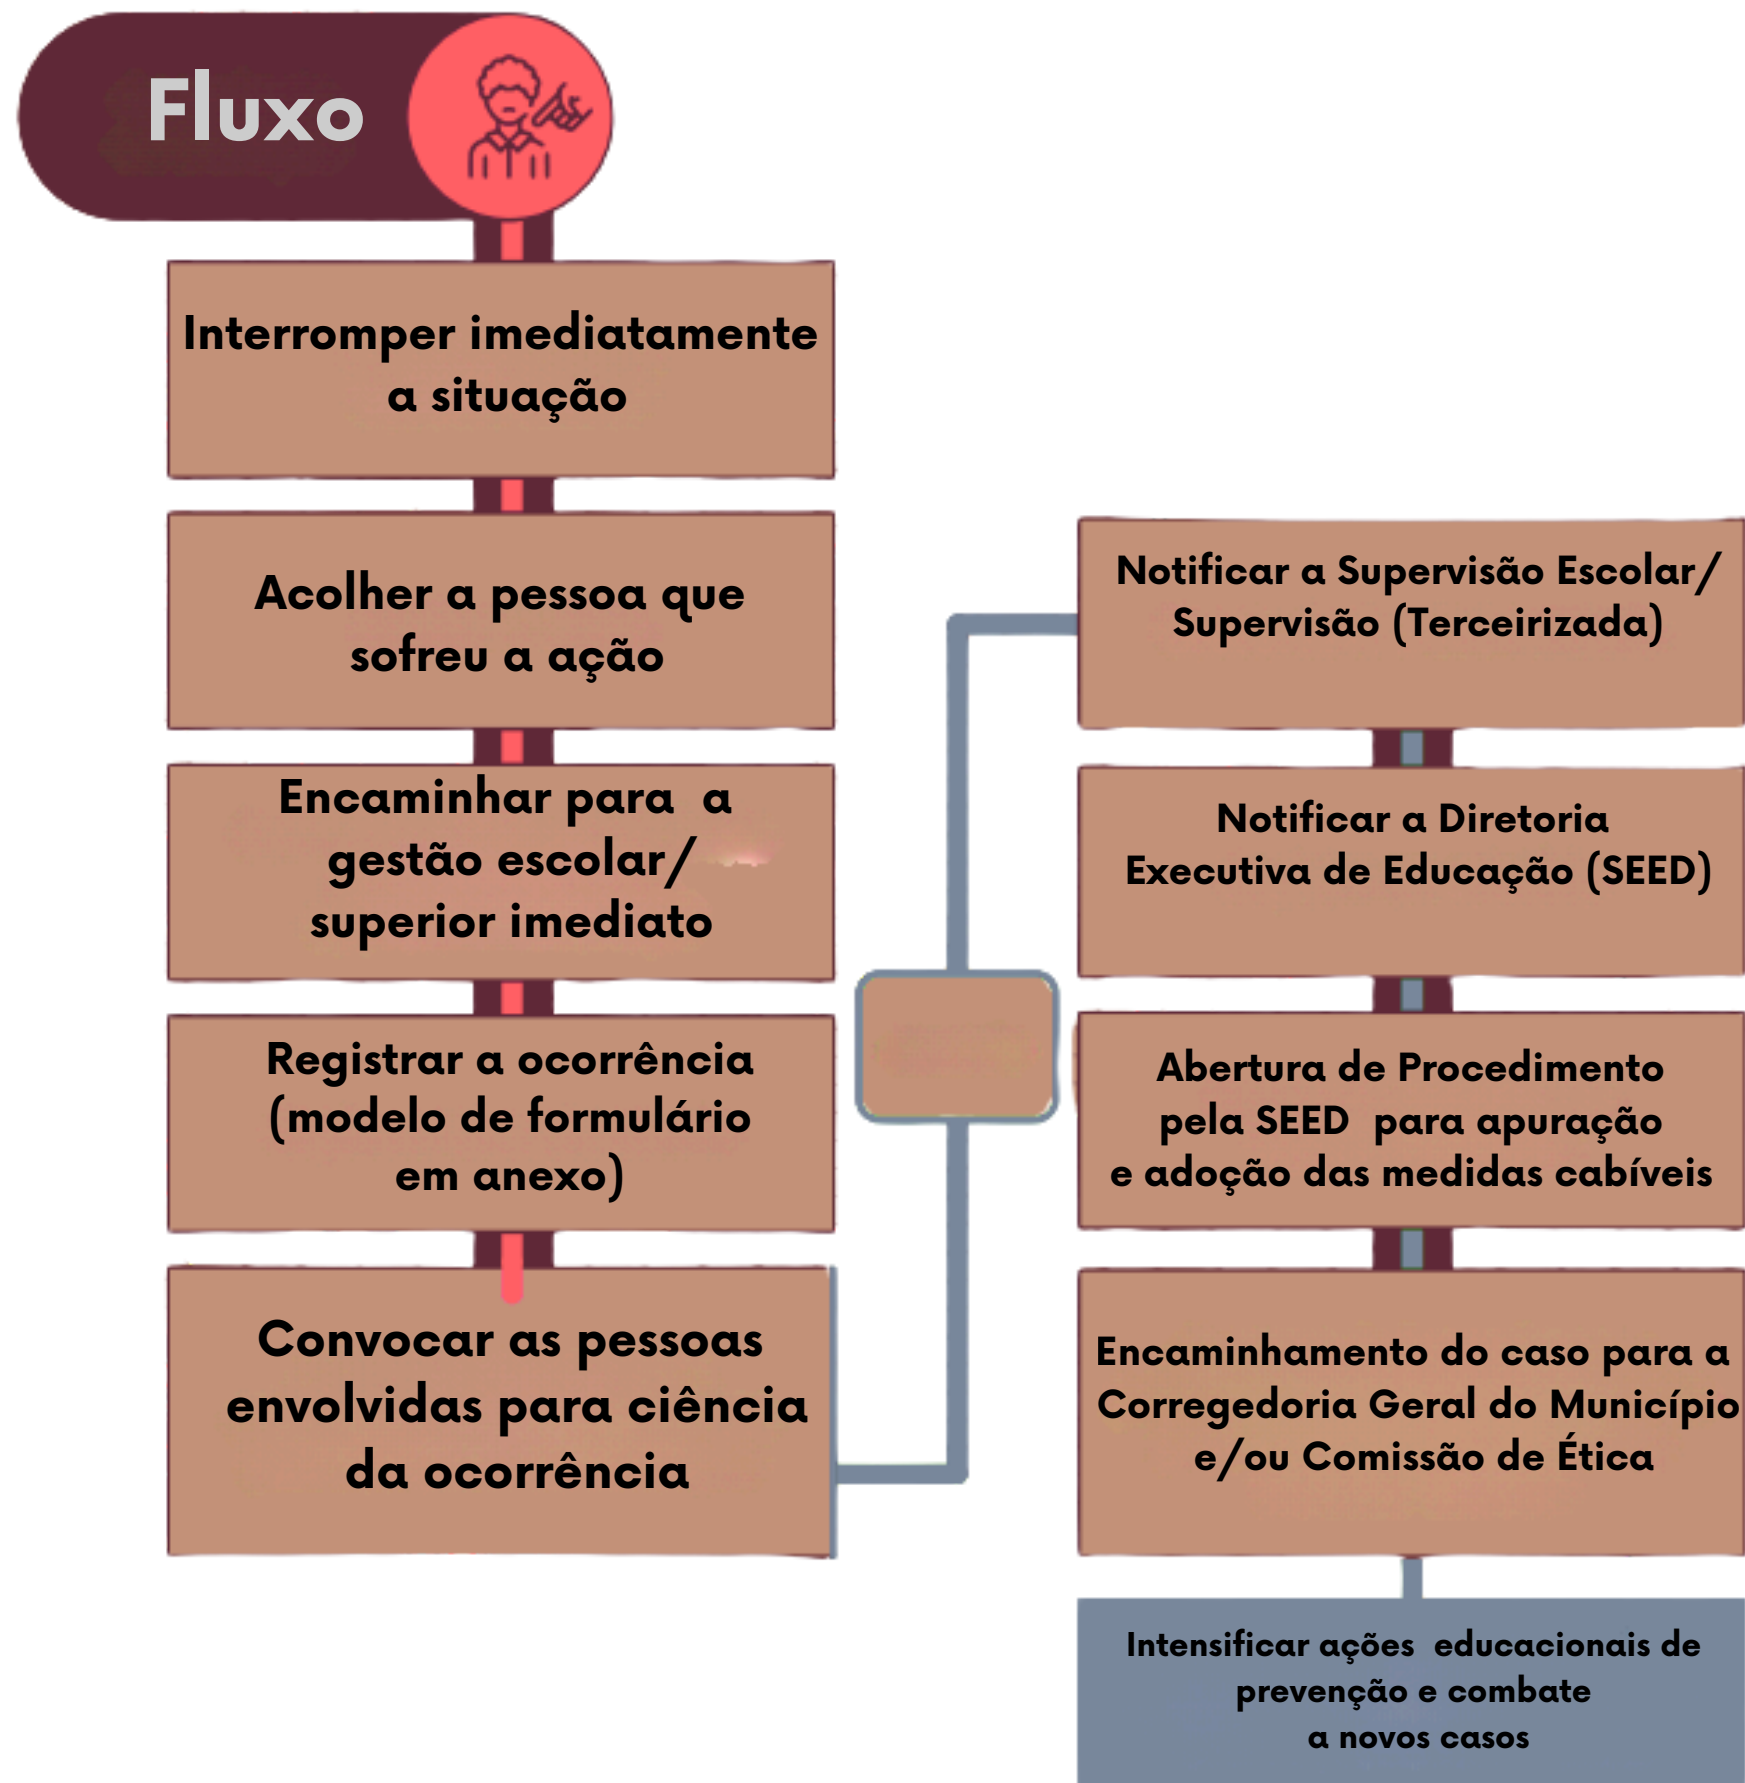 Fluxo
Interromper imediatamente
a situação
Acolher a pessoa que
sofreu a ação
Encaminhar para a
gestão escolar/
superior imediato
Registrar a ocorrência
(modelo de formulário
em anexo)
Convocar as pessoas
envolvidas para ciência
da ocorrência
Notificar a Supervisão Escolar/
Supervisão (Terceirizada)
Notificar a Diretoria
Executiva de Educação (SEED)
Abertura de Procedimento
pela SEED para apuração
e adoção das medidas cabíveis
Encaminhamento do caso para a
Corregedoria Geral do Município
e/ou Comissão de Ética
Intensificar ações educacionais de
prevenção e combate
a novos casos